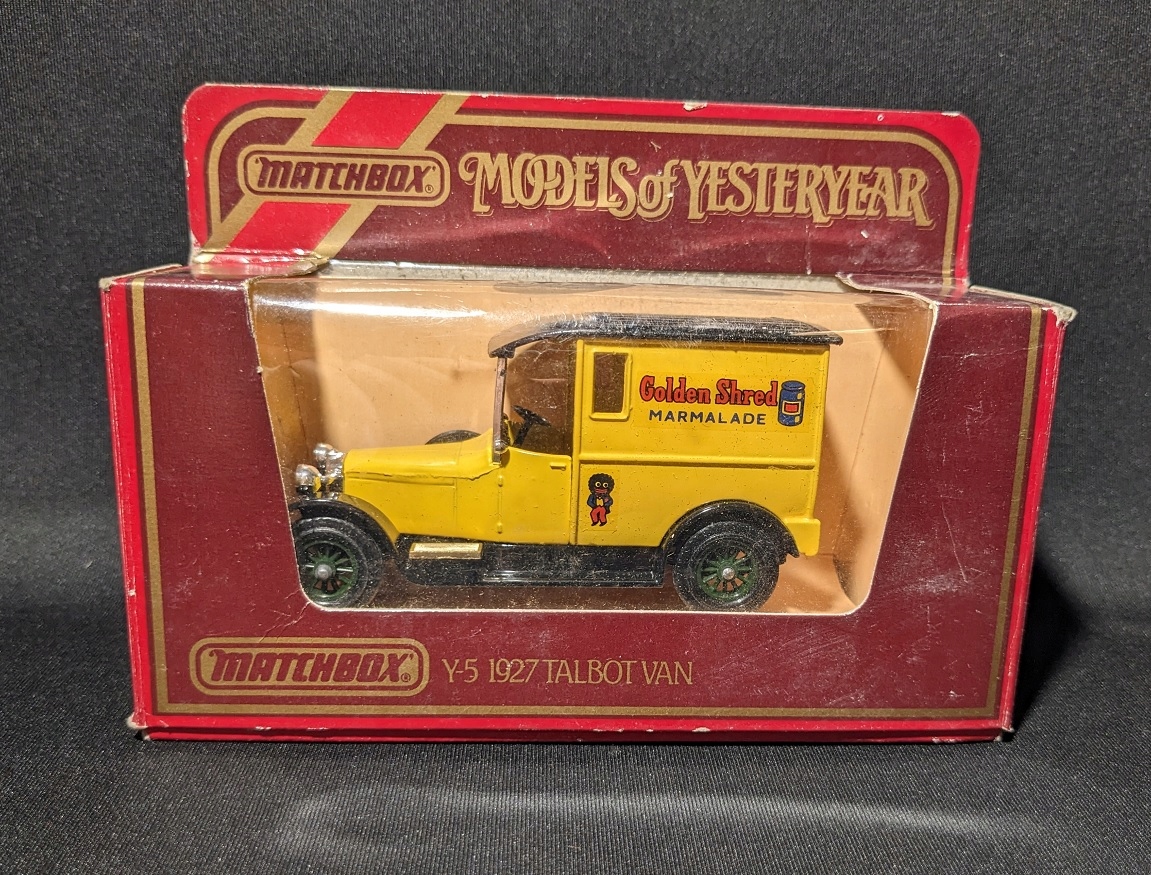 MATCHBOX®
MODELS of YESTERYEAR
Golden Shred
MARMALADE
MATCHBOX®
Y-5 1927 TALBOT VAN